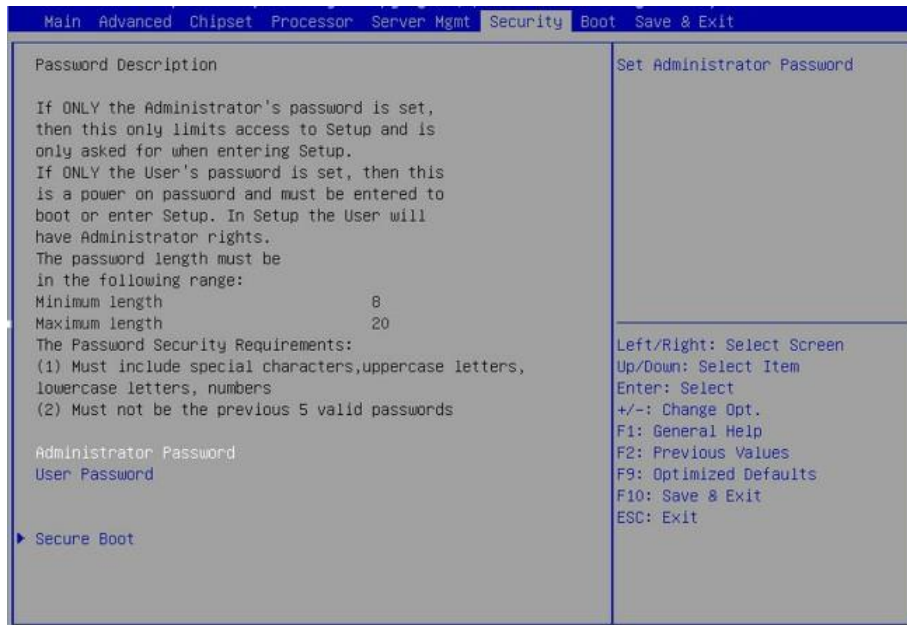 Main Advanced Chipset Processor Server Mgmt Security Boot Save & Exit
Password Description
If ONLY the Administrator's password is set,
then this only limits access to Setup and is
only asked for when entering Setup.
If ONLY the User's password is set, then this
is a power on password and must be entered to
boot or enter Setup. In Setup the User will
have Administrator rights.
The password length must be
in the following range:
Minimum length 8
Maximum length 20
The Password Security Requirements:
(1) Must include special characters,uppercase letters,
lowercase letters, numbers
(2) Must not be the previous 5 valid passwords
Administrator Password
User Password
Secure Boot
Set Administrator Password
Left/Right: Select Screen
Up/Down: Select Item
Enter: Select
+/-: Change Opt.
F1: General Help
F2: Previous Values
F9: Optimized Defaults
F10: Save & Exit
ESC: Exit